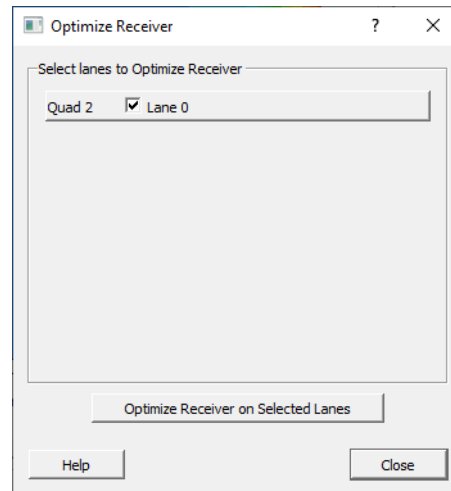 Optimize Receiver ?
Select lanes to Optimize Receiver
Quad 2 Lane 0
Optimize Receiver on Selected Lanes
Help Close